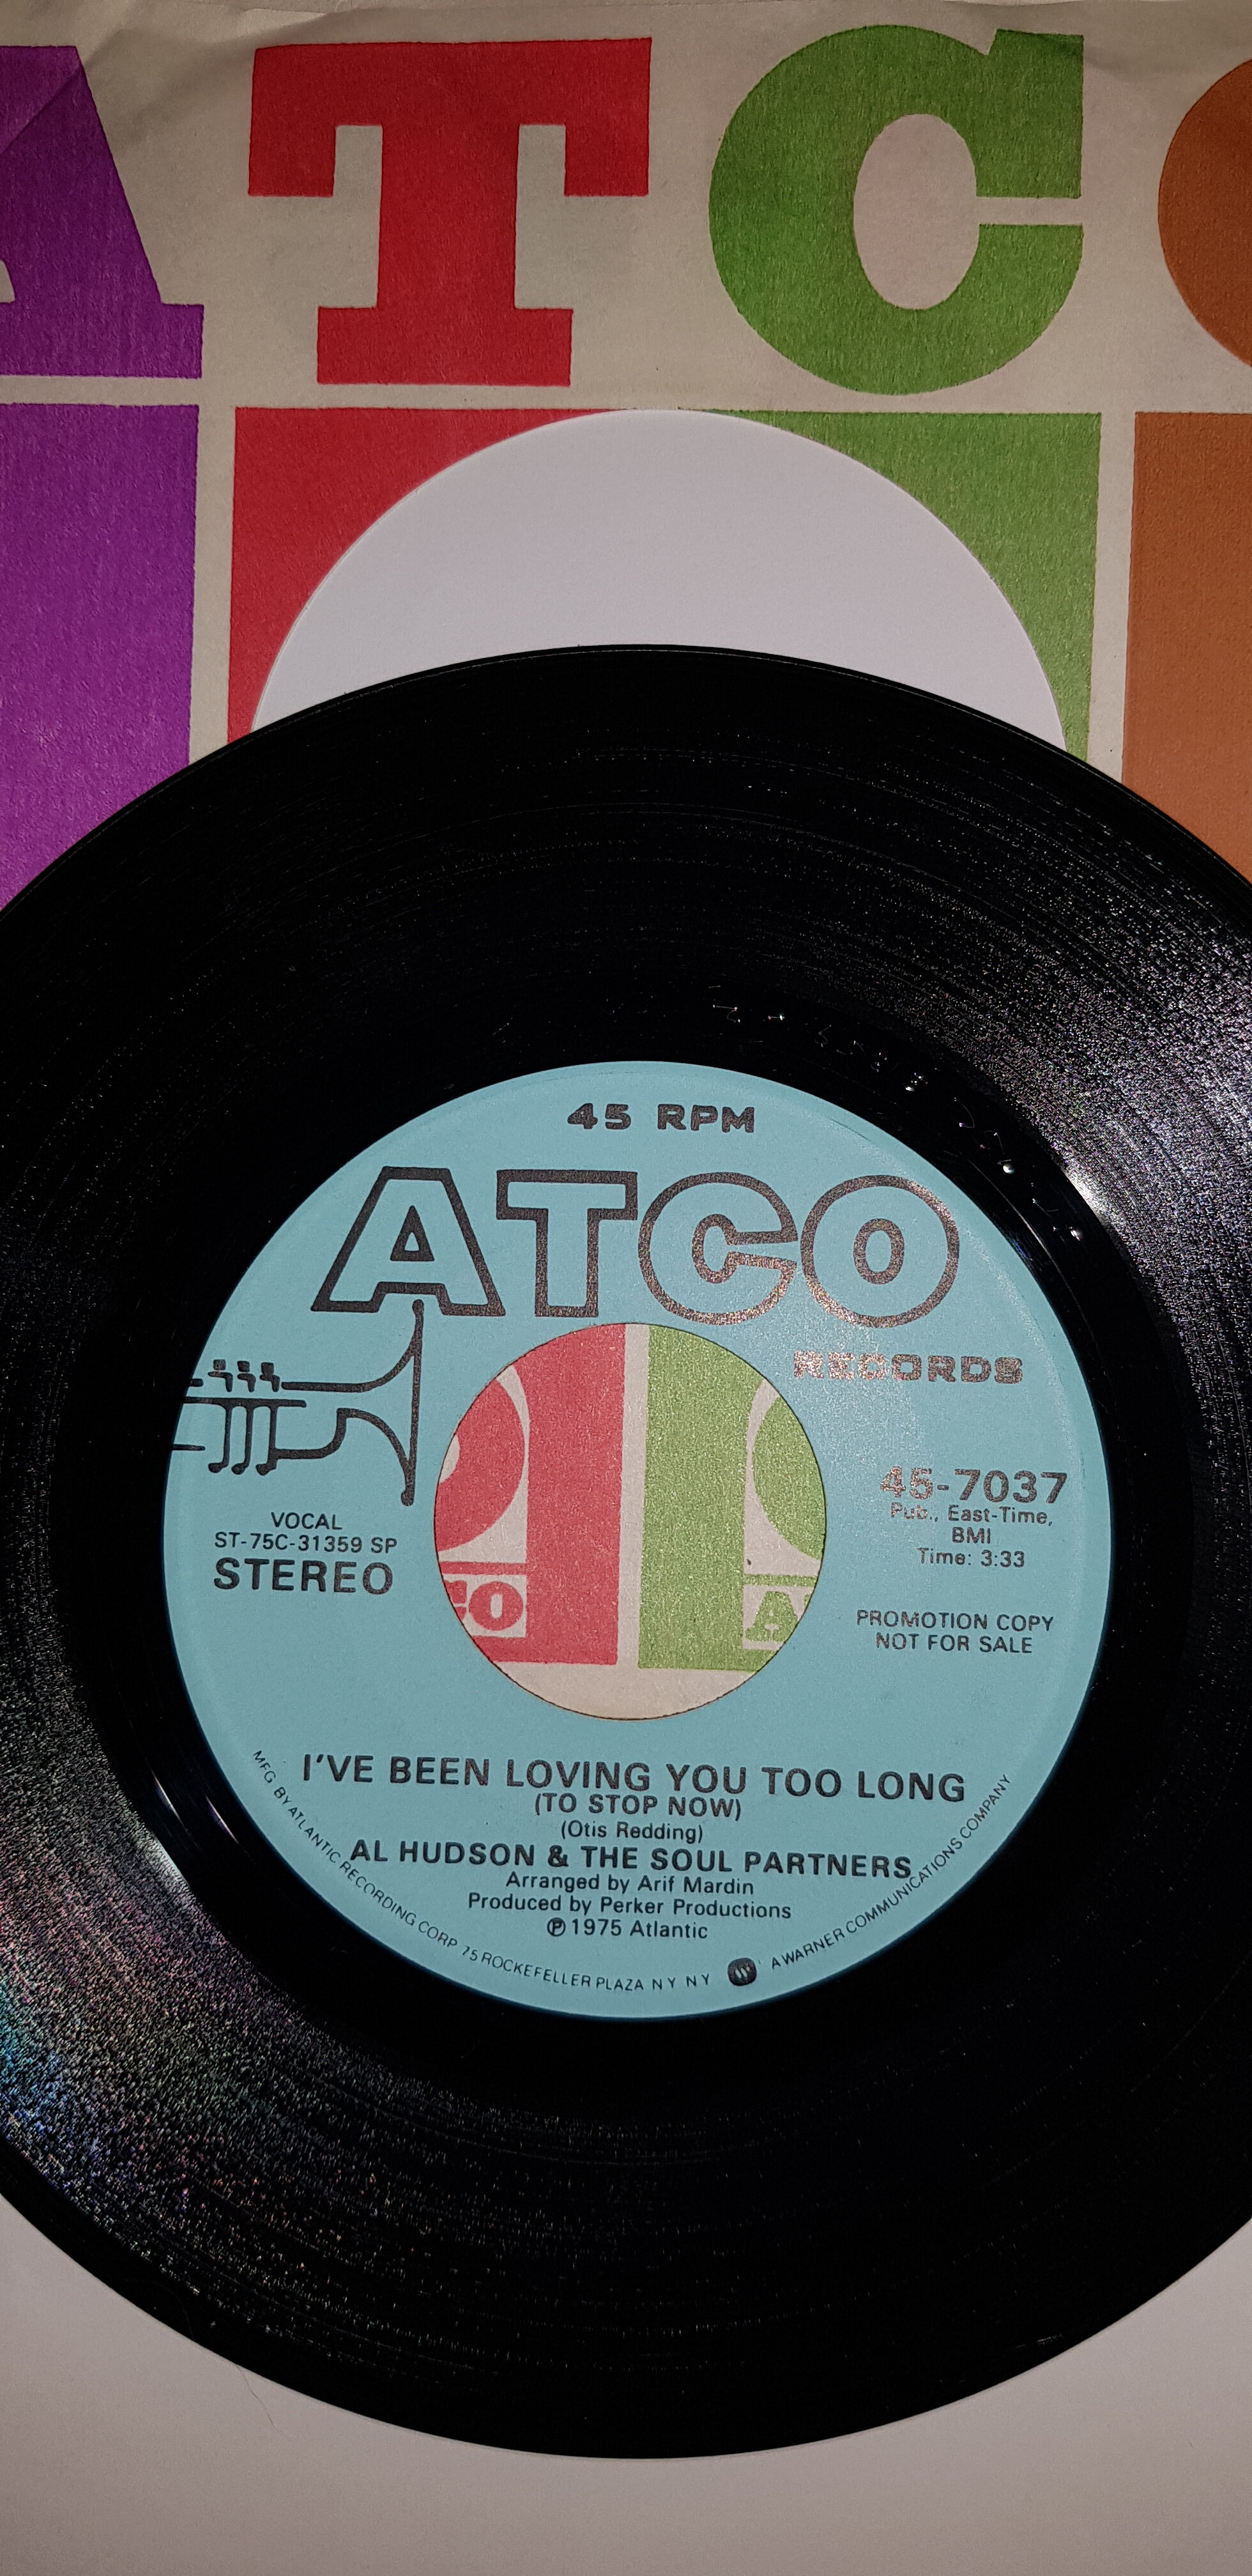 ATCO
45 RPM
ATCO
RECORDS
45-7037
Pub., East-Time,
BMI
Time: 3:33
PROMOTION COPY
NOT FOR SALE
VOCAL
ST-75C-31359 SP
STEREO
CO
A
I'VE BEEN LOVING YOU TOO LONG
(TO STOP NOW)
(Otis Redding)
AL HUDSON & THE SOUL PARTNERS
Arranged by Arif Mardin
Produced by Perker Productions
℗ 1975 Atlantic
MFG BY ATLANTIC RECORDING CORP 75 ROCKEFELLER PLAZA N Y N Y A WARNER COMMUNICATIONS COMPANY